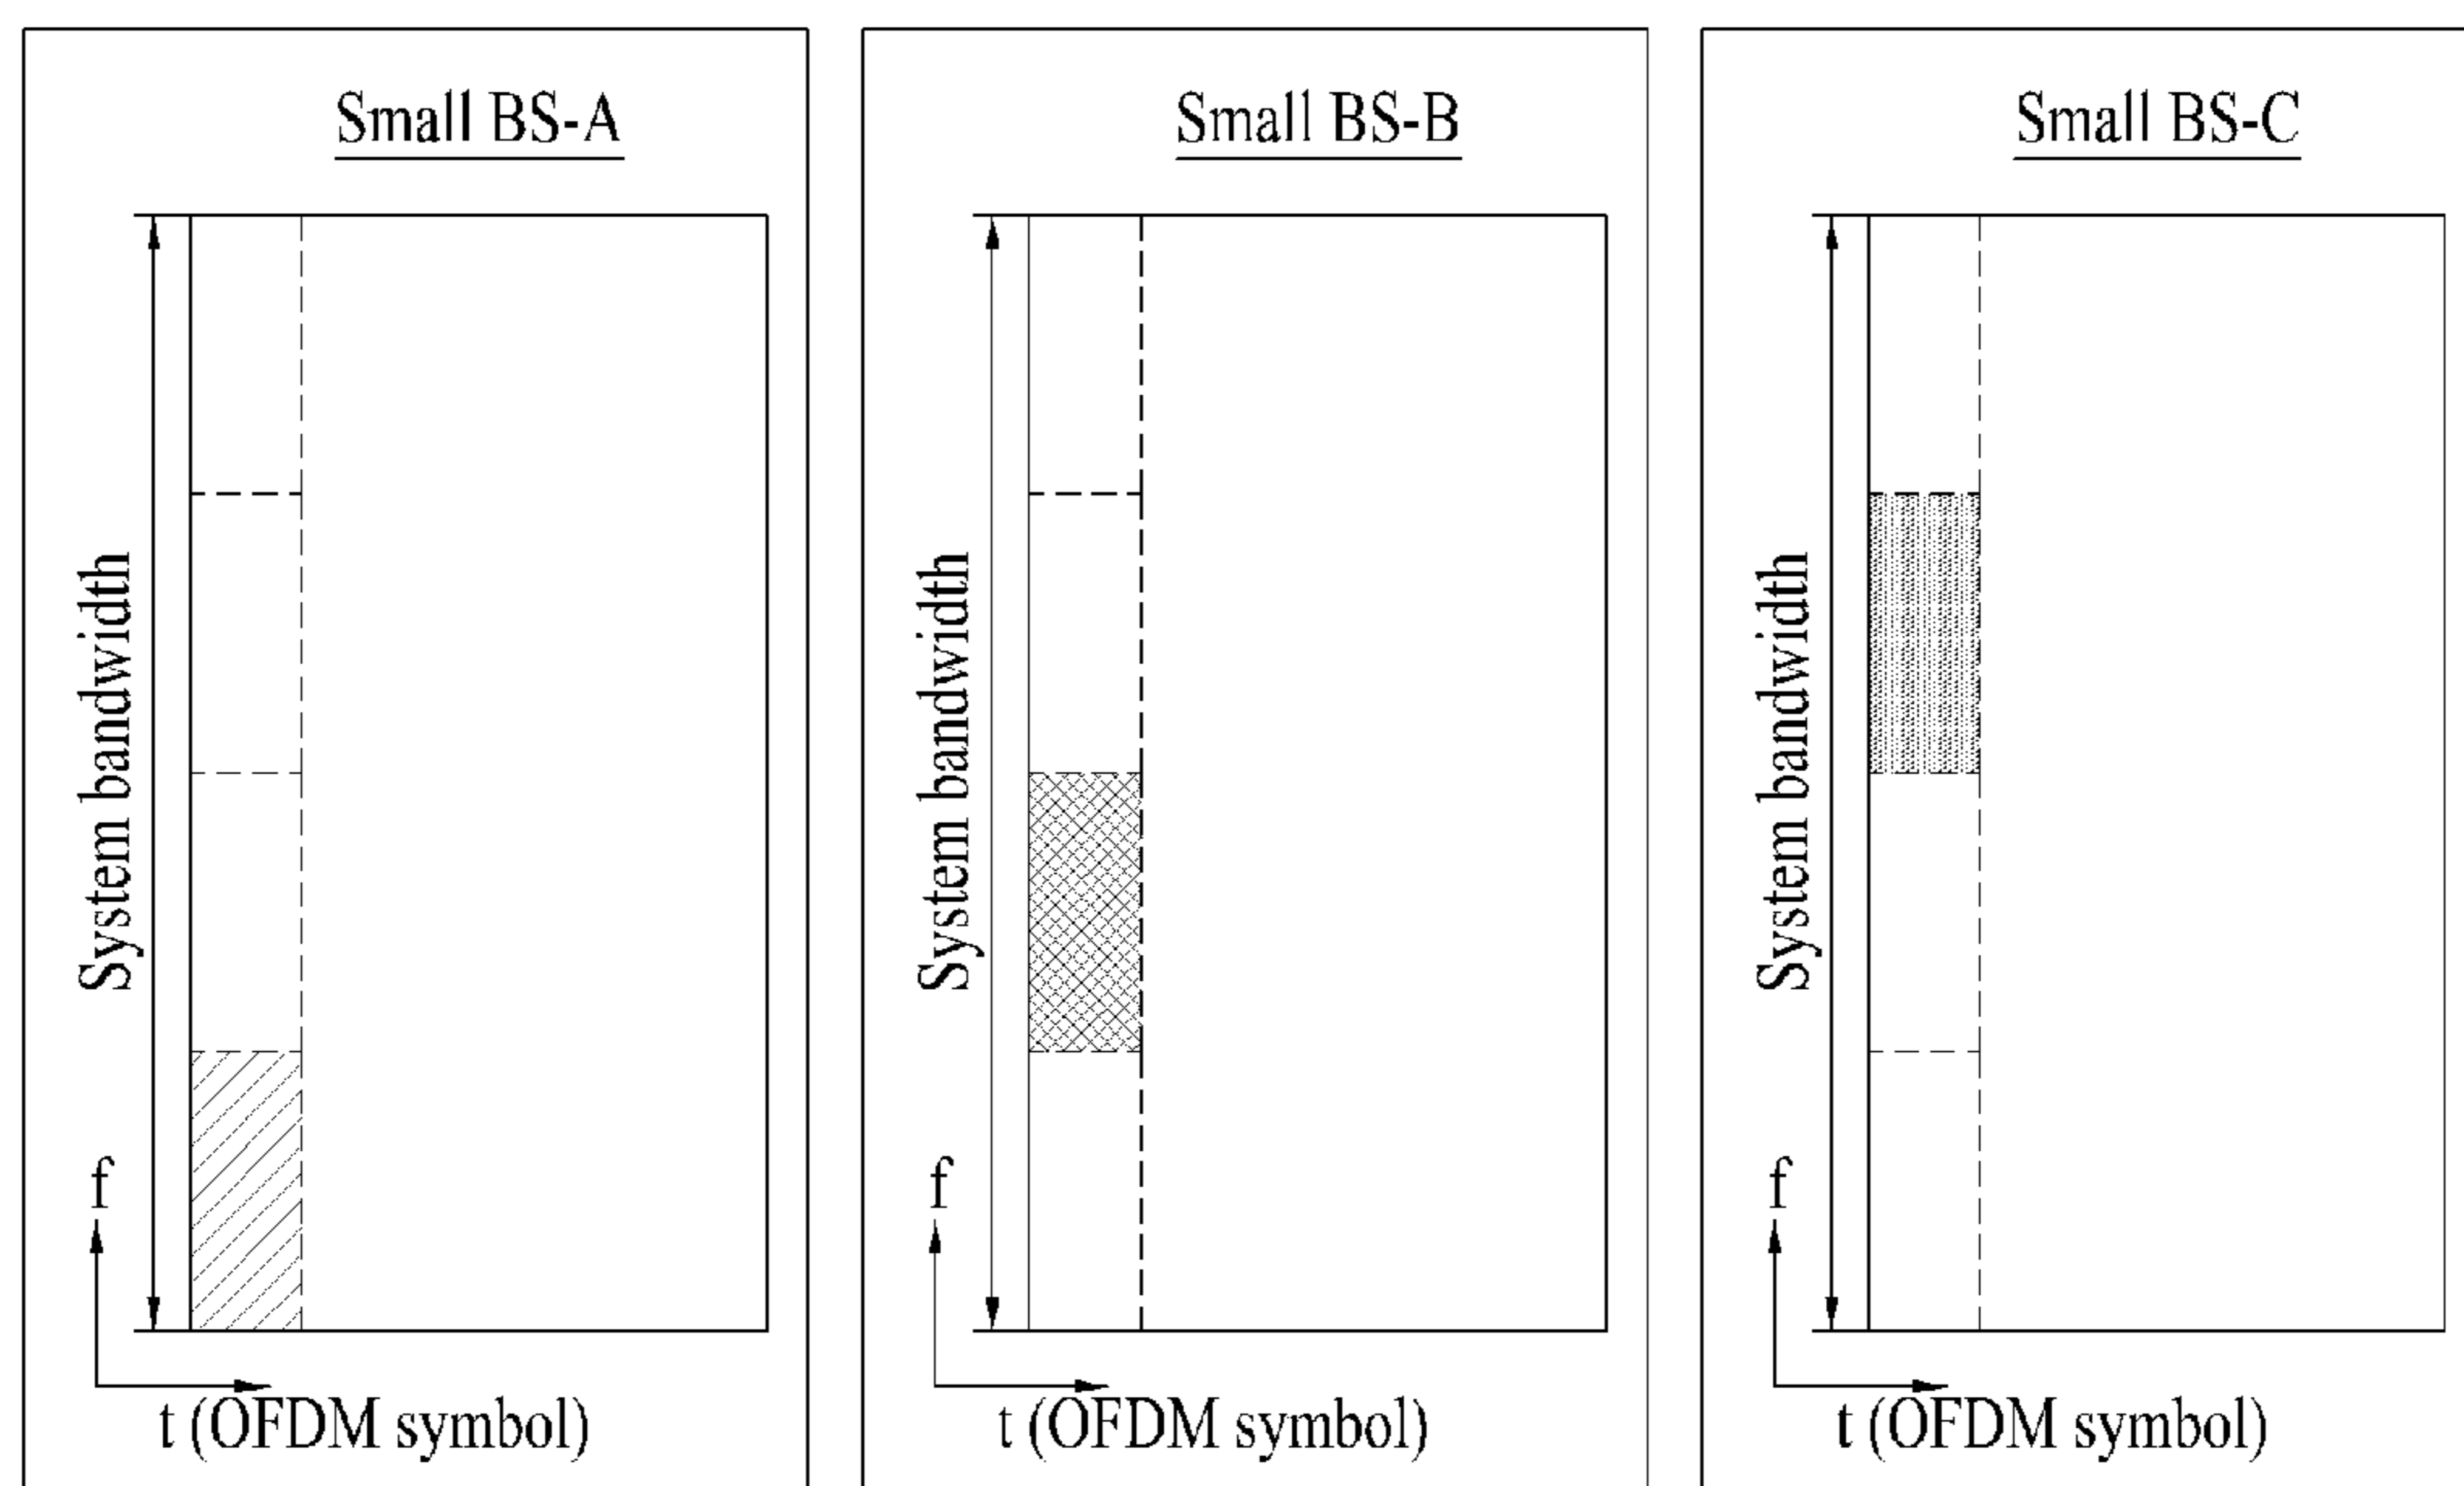 Small BS-A
System bandwidth
f
t (OFDM symbol)
Small BS-B
System bandwidth
f
t (OFDM symbol)
Small BS-C
System bandwidth
f
t (OFDM symbol)